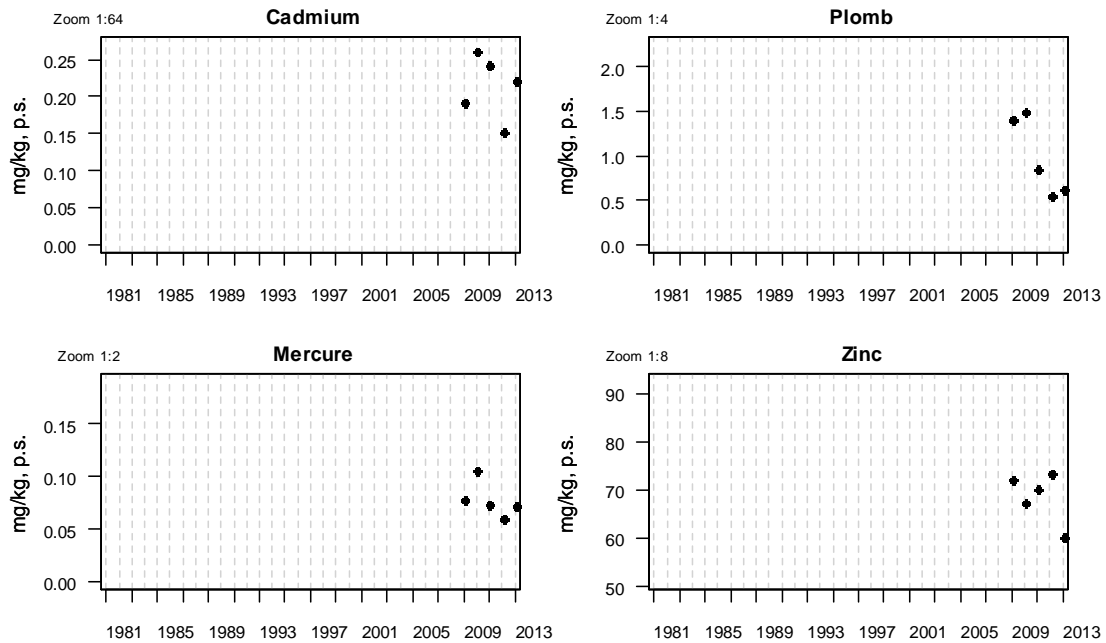 Zoom 1:64
Cadmium
mg/kg, p.s.
0.25
0.20
0.15
0.10
0.05
0.00
1981 1985 1989 1993 1997 2001 2005 2009 2013
Zoom 1:4
Plomb
mg/kg, p.s.
2.0
1.5
1.0
0.5
0.0
1981 1985 1989 1993 1997 2001 2005 2009 2013
Zoom 1:2
Mercure
mg/kg, p.s.
0.15
0.10
0.05
0.00
1981 1985 1989 1993 1997 2001 2005 2009 2013
Zoom 1:8
Zinc
mg/kg, p.s.
90
80
70
60
50
1981 1985 1989 1993 1997 2001 2005 2009 2013